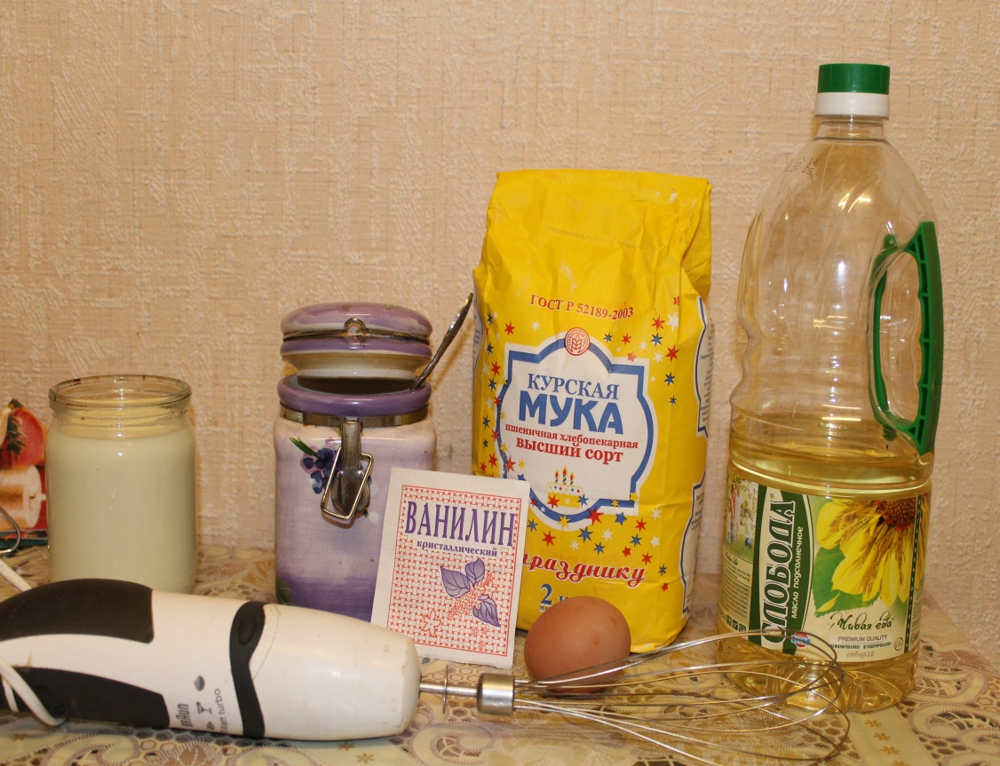 ГОСТ Р 52189-2003
КУРСКАЯ
МУКА
пшеничная хлебопекарная
высший сорт
празднику
2
ВАНИЛИН
кристаллический
СЛОБОДА
масло подсолнечное
Живая еда
PREMIUM QUALITY
BRAUN
turbo